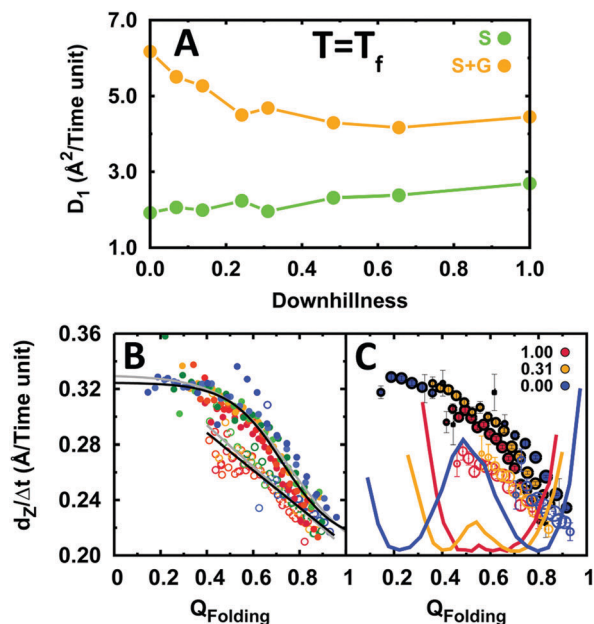 7.0
A
T=Tf
S
S+G
5.0
3.0
1.0
D1 (Å²/Time unit)
0.0 0.2 0.4 0.6 0.8 1.0
Downhillness
0.36
B
C
1.00
0.31
0.00
0.32
0.28
0.24
0.20
dZ/Δt (Å/Time unit)
0 0.2 0.4 0.6 0.8 1 0.2 0.4 0.6 0.8 1
QFolding QFolding